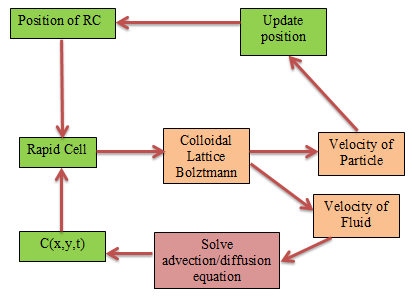 Position of RC
Update
position
Rapid Cell
Colloidal
Lattice
Bolztmann
Velocity of
Particle
Velocity of
Fluid
C(x,y,t)
Solve
advection/diffusion
equation